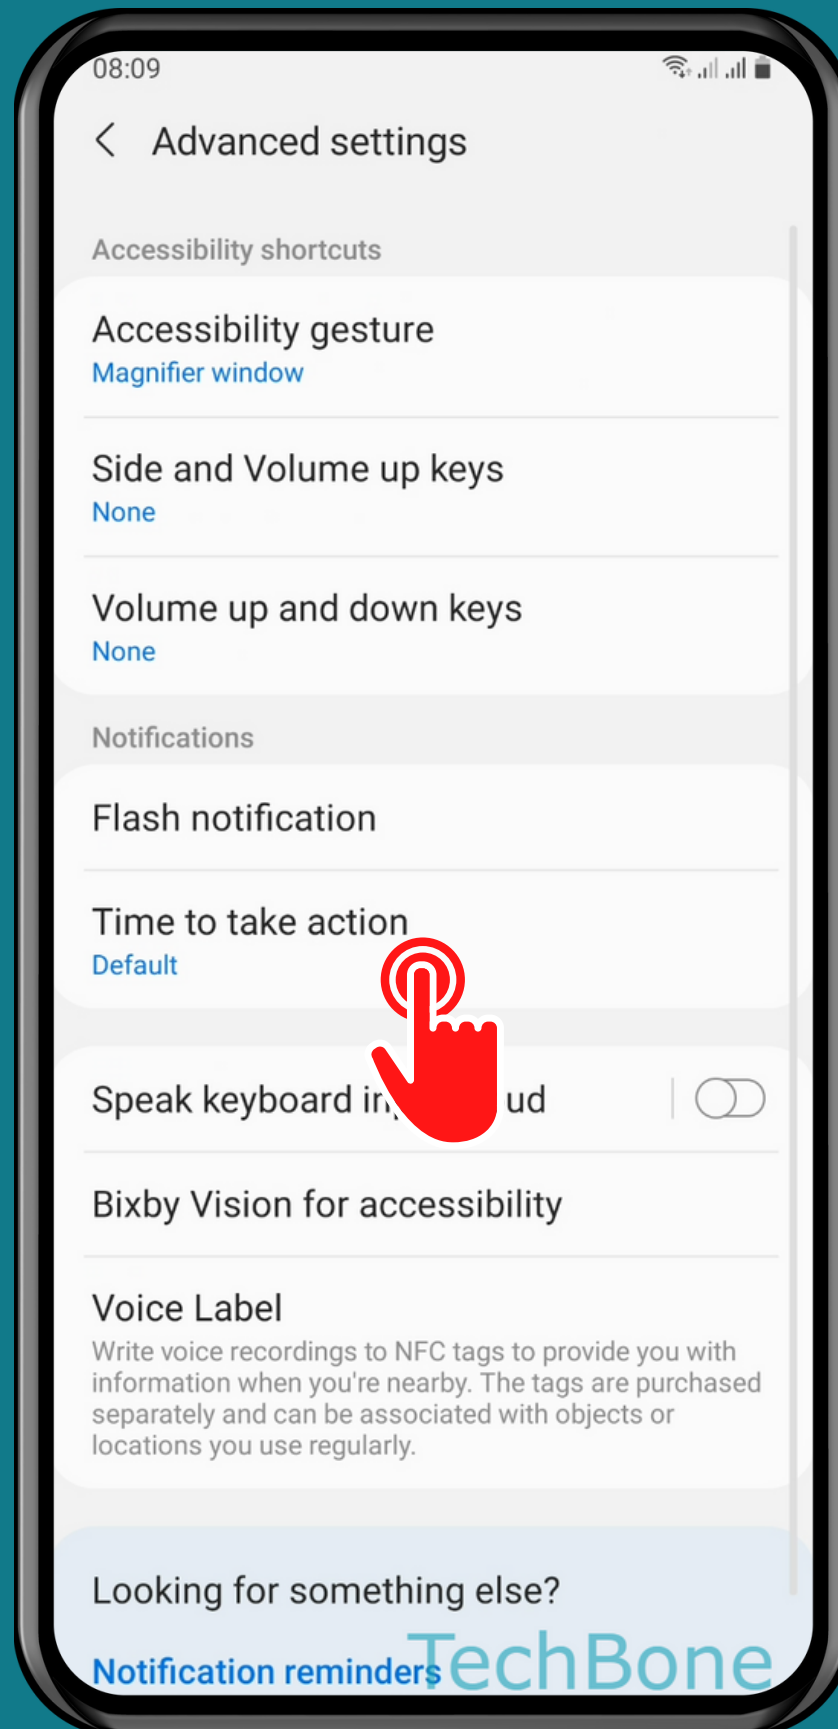 08:09
Advanced settings
Accessibility shortcuts
Accessibility gesture
Magnifier window
Side and Volume up keys
None
Volume up and down keys
None
Notifications
Flash notification
Time to take action
Default
Speak keyboard
Bixby Vision for accessibility
Voice Label
Write voice recordings to NFC tags to provide you with
information when you're nearby. The tags are purchased
separately and can be associated with objects or
locations you use regularly.
Looking for something else?
Notification reminders
TechBone